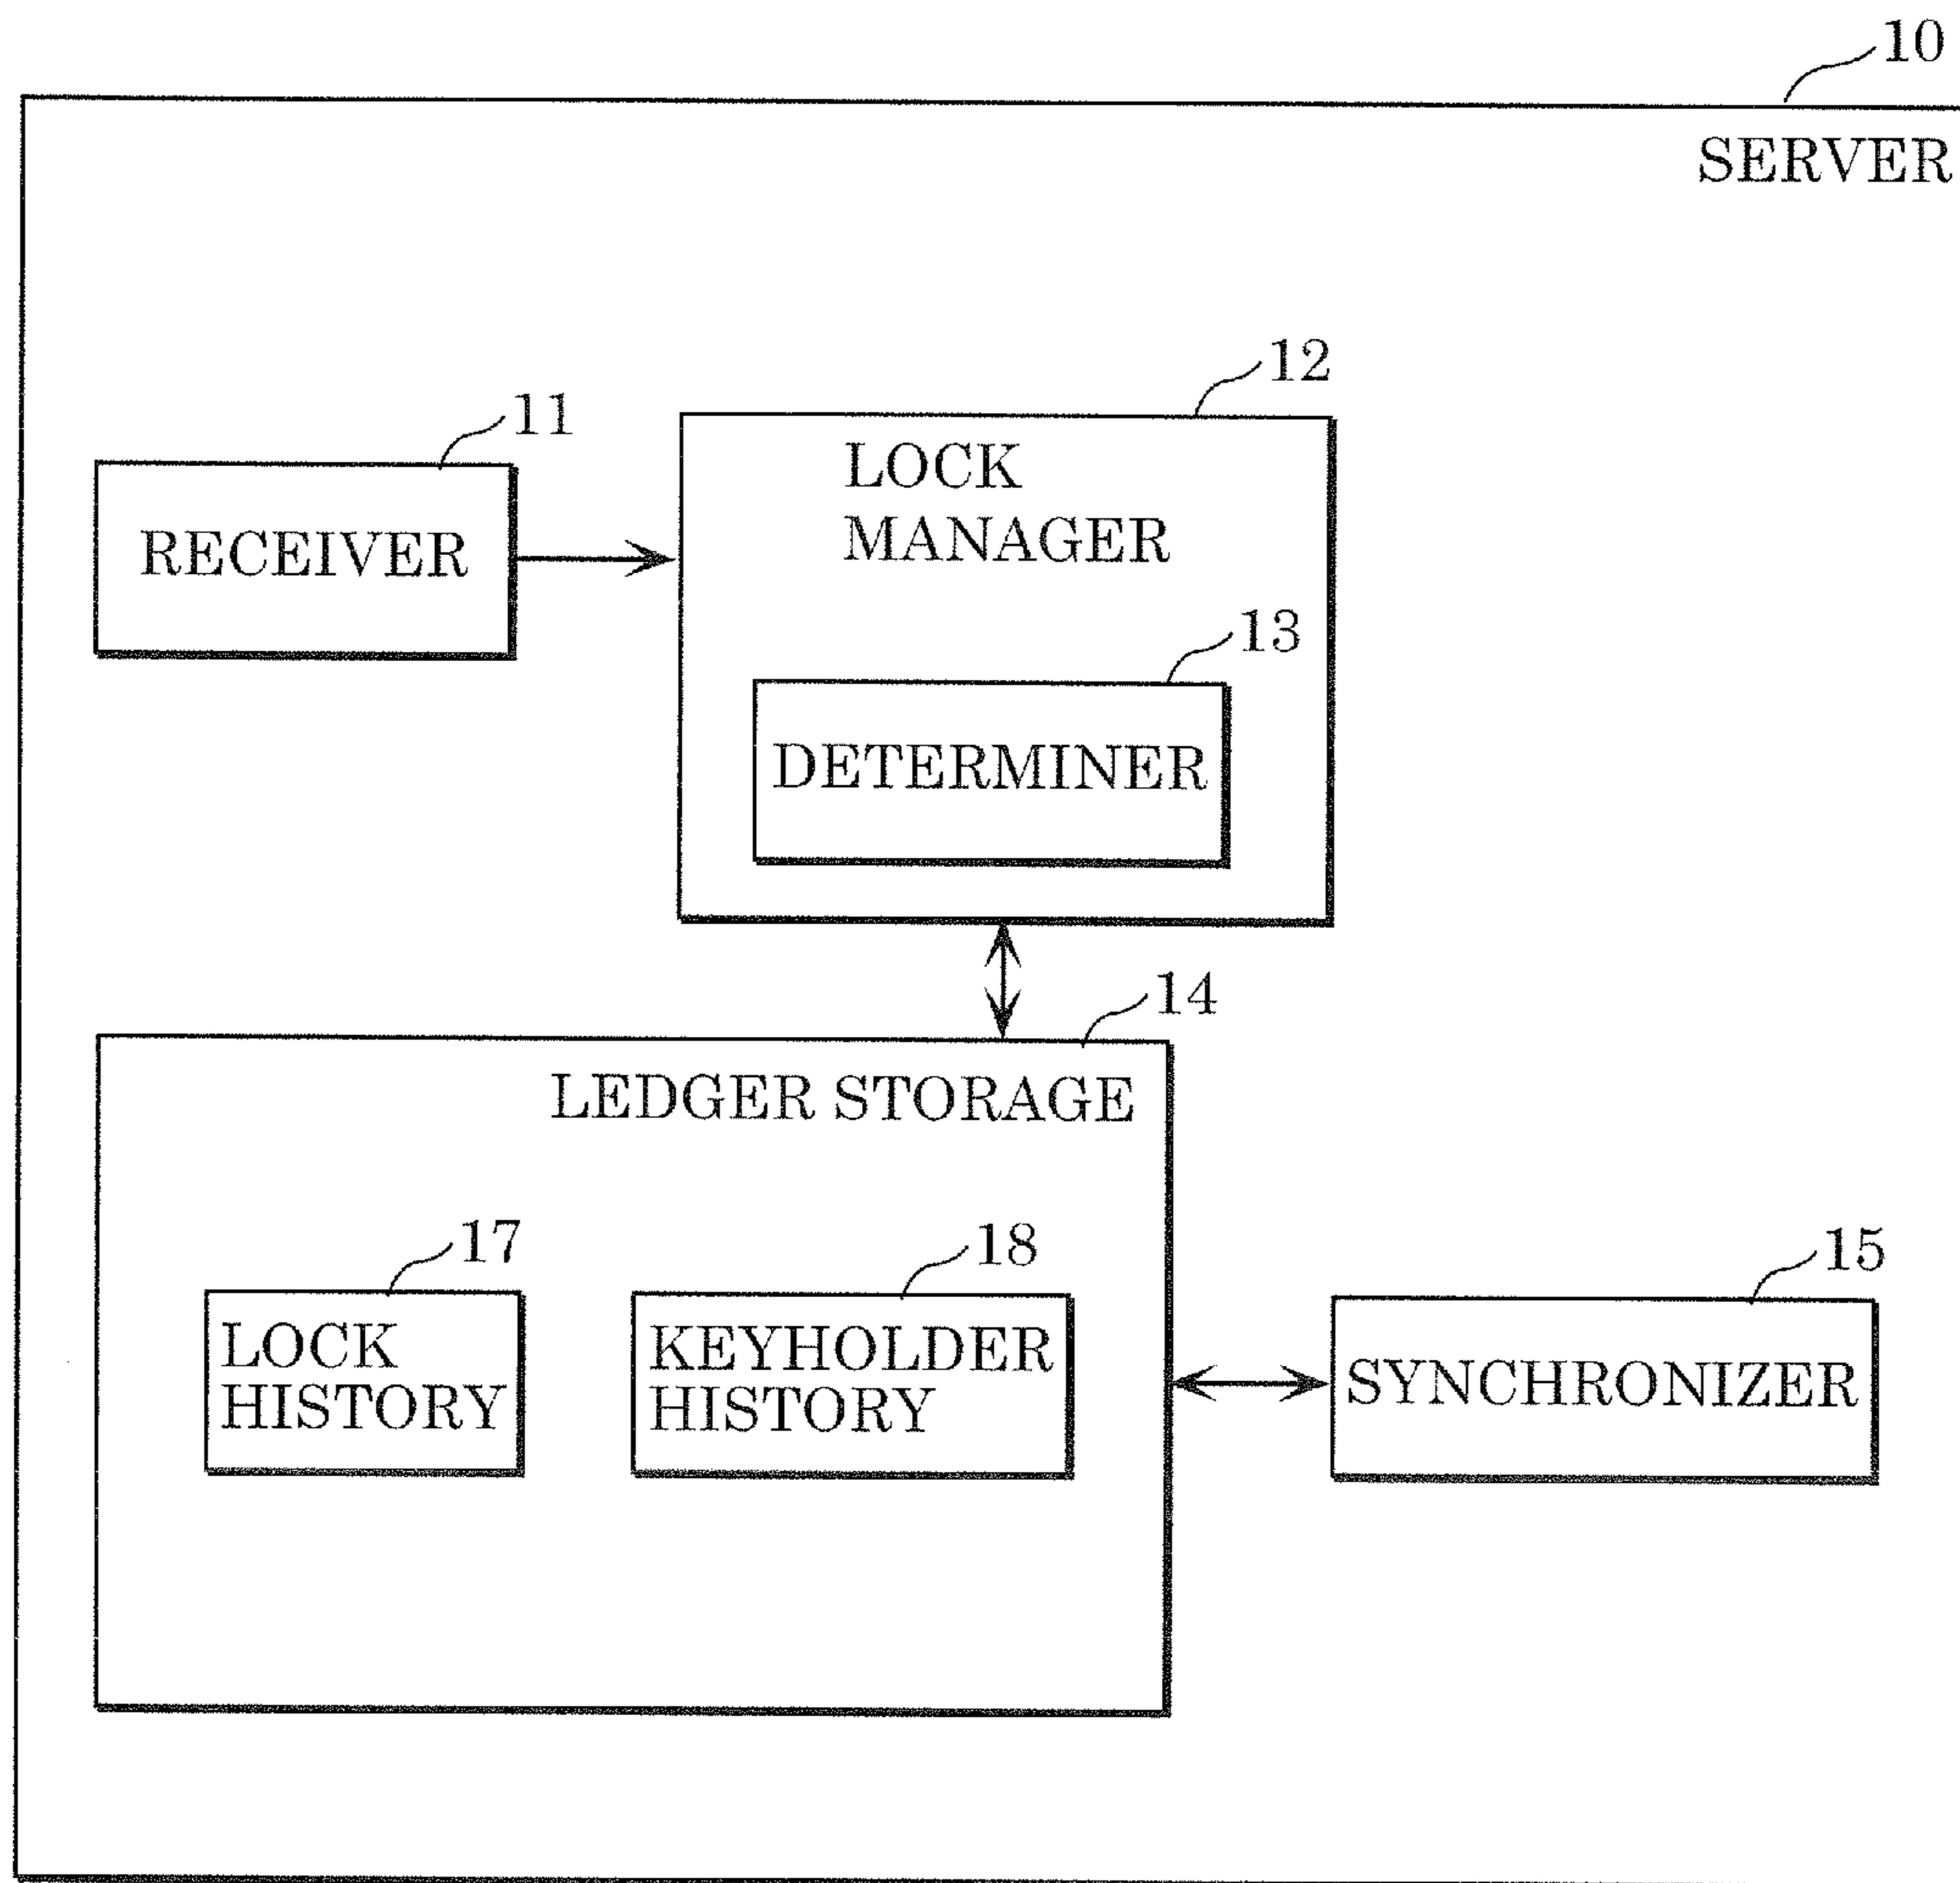 10
SERVER
12
11
LOCK
MANAGER
RECEIVER
13
DETERMINER
14
LEDGER STORAGE
17
18
15
LOCK
HISTORY
KEYHOLDER
HISTORY
SYNCHRONIZER